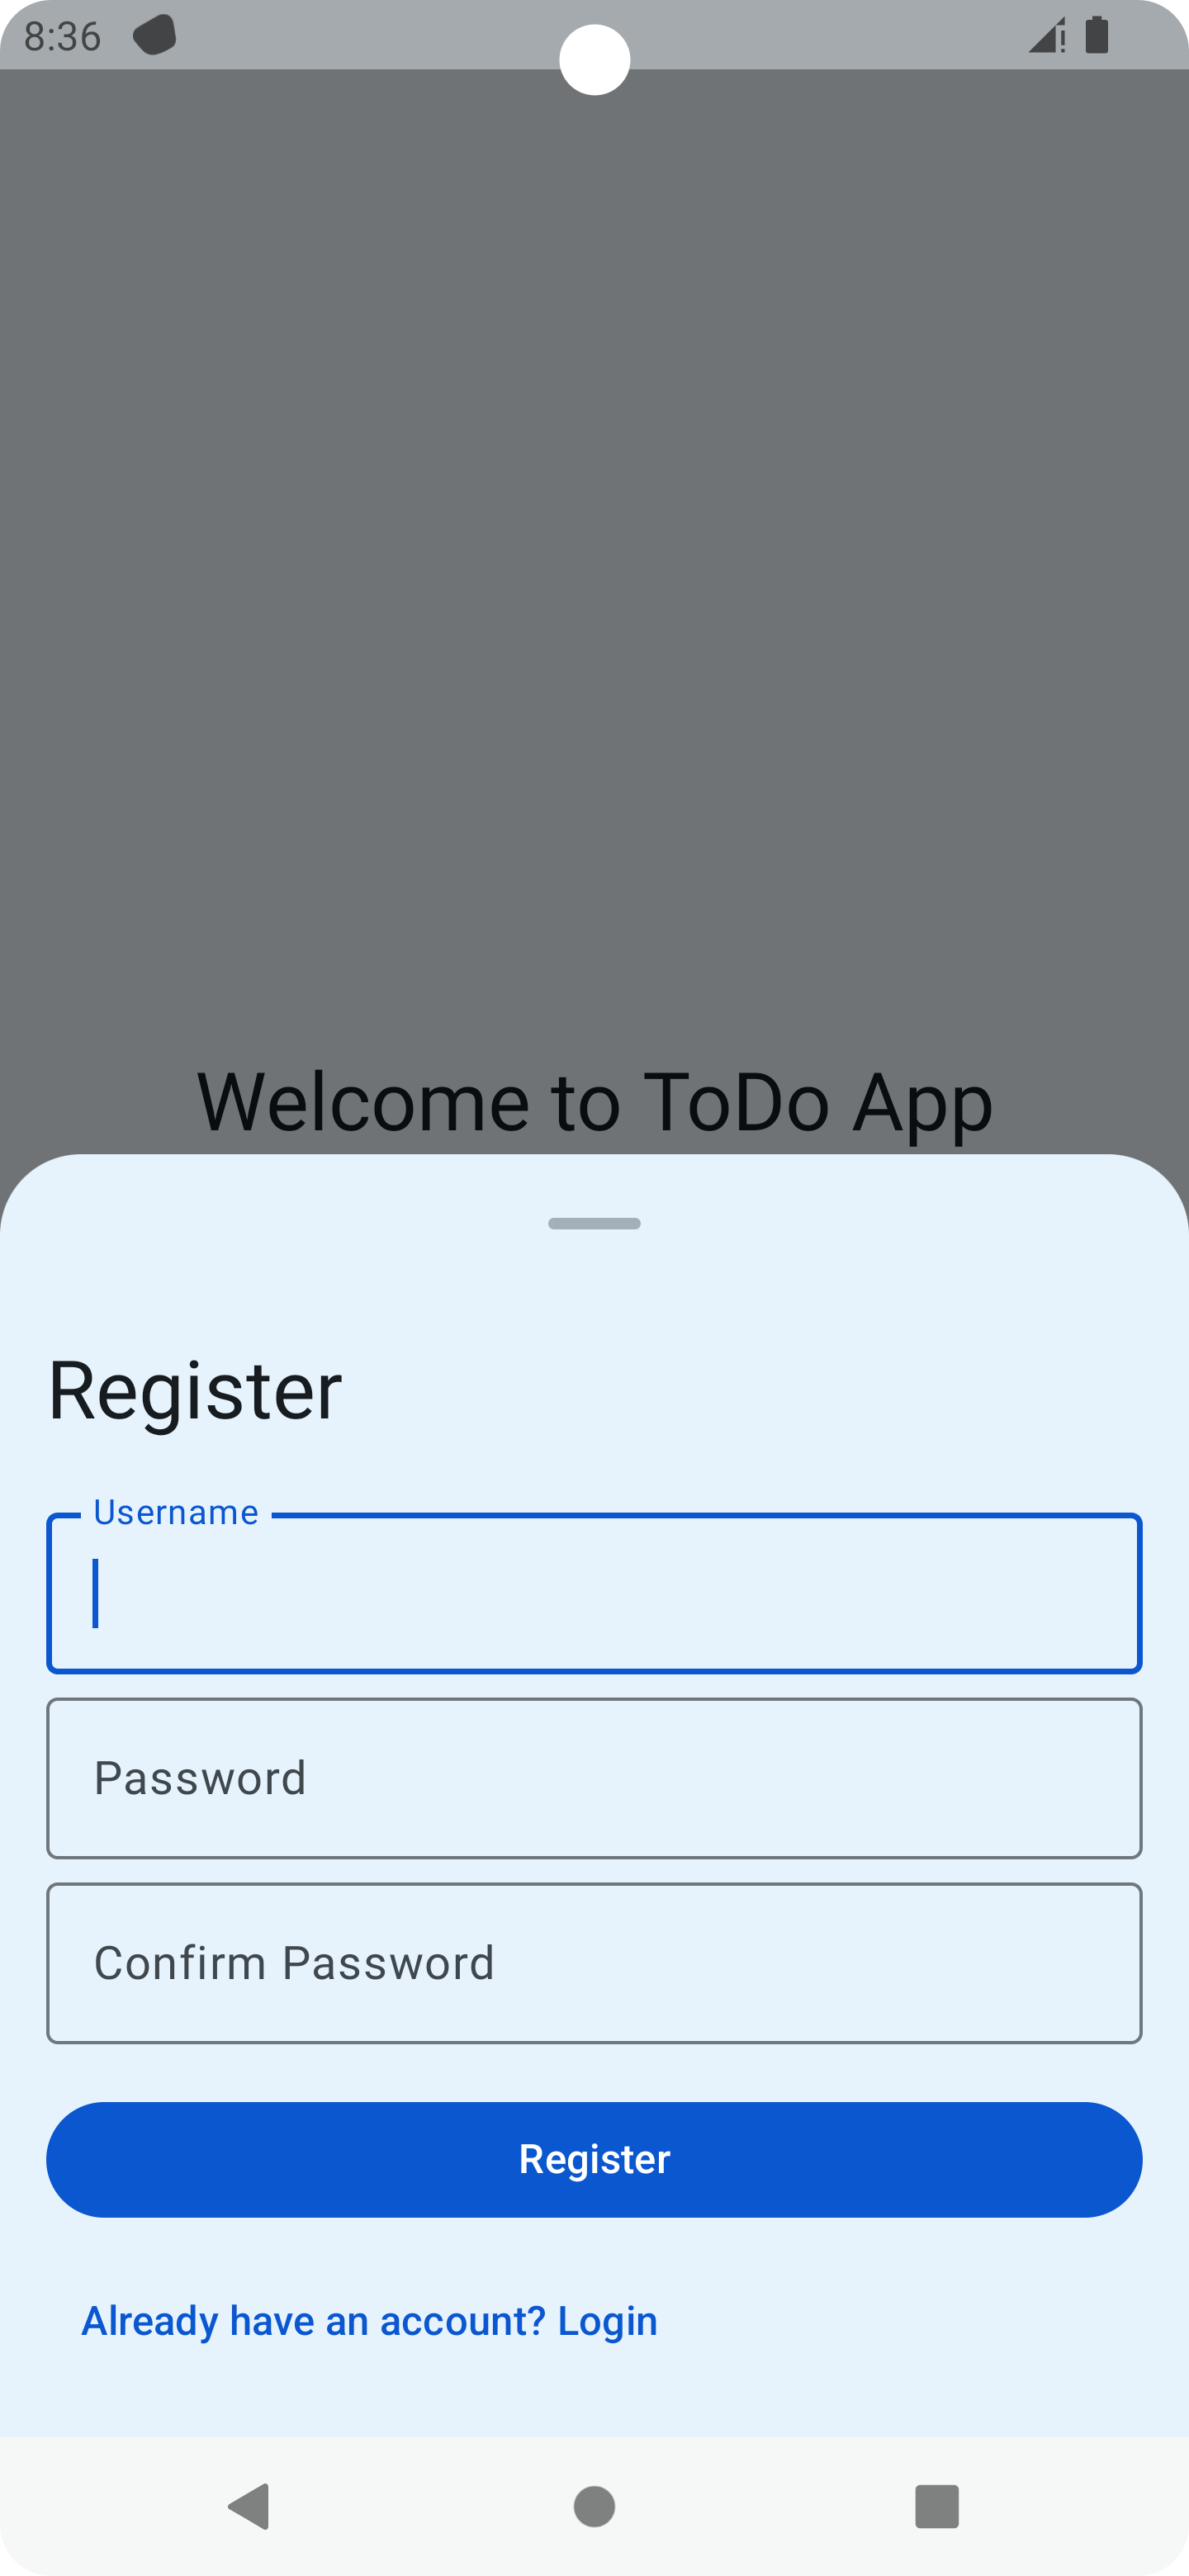 8:36
Welcome to ToDo App
Register
Username
Password
Confirm Password
Register
Already have an account? Login